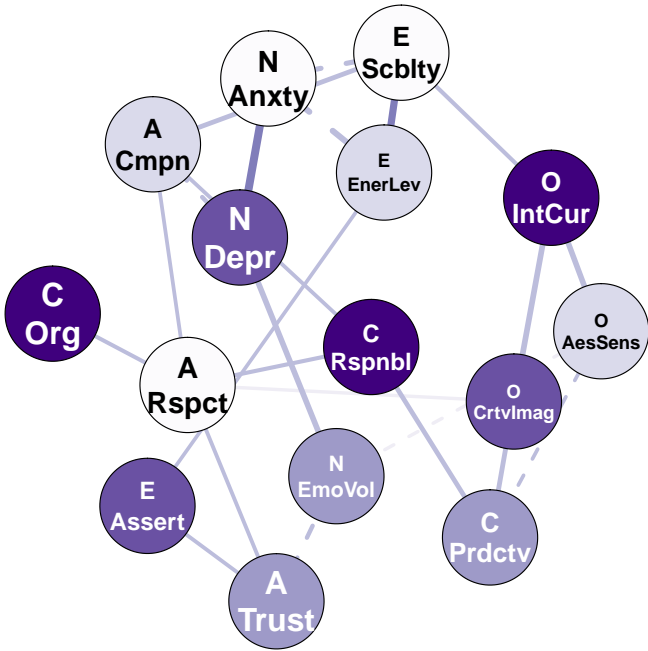 E
Scblty
N
Anxty
A
Cmpn
E
EnerLev
O
IntCur
N
Depr
C
Org
O
AesSens
C
Rspnbl
A
Rspct
O
CrtvImag
N
EmoVol
E
Assert
C
Prdctv
A
Trust